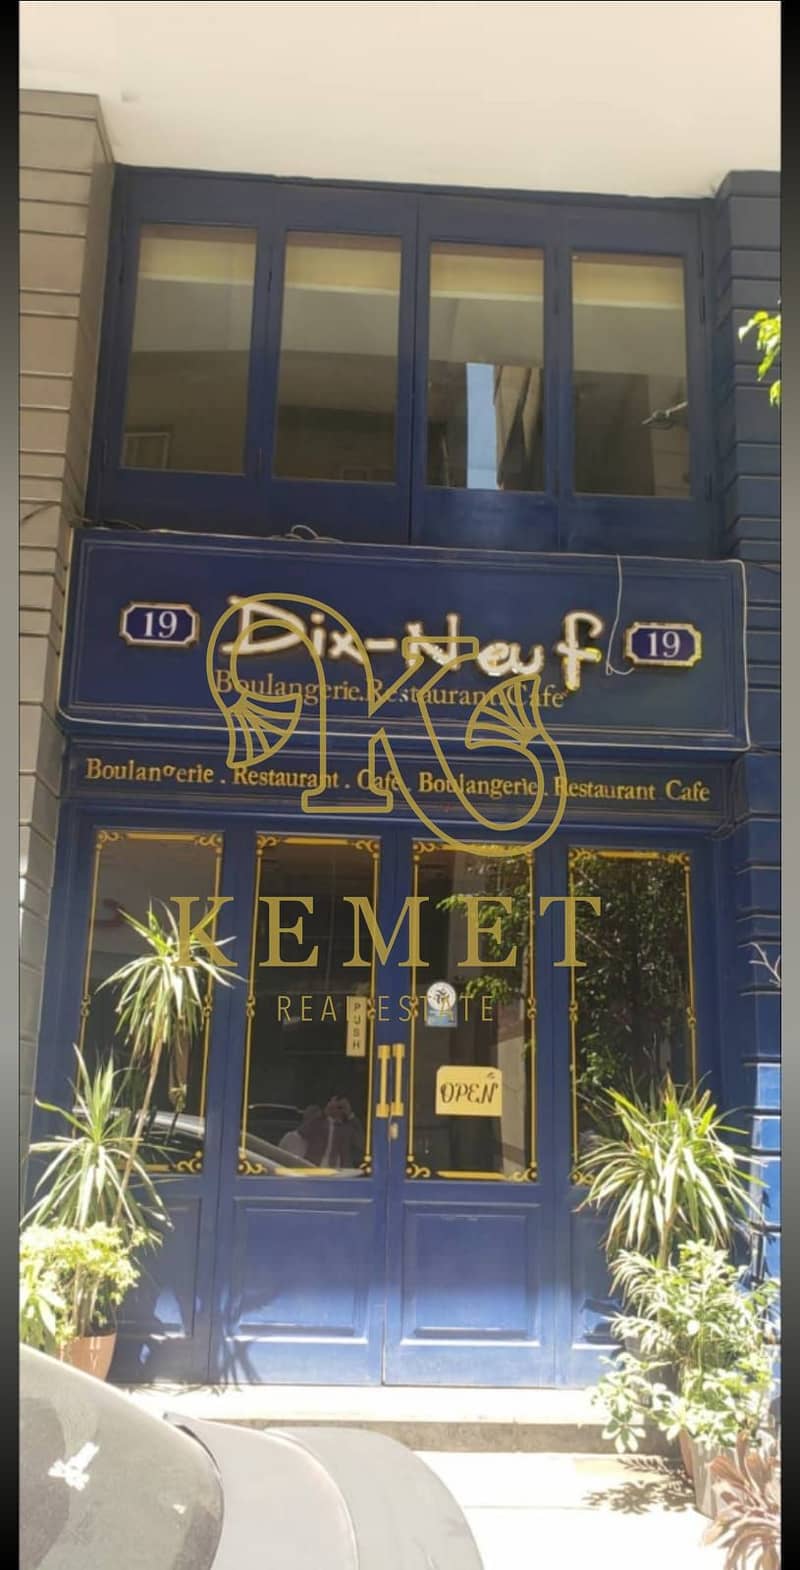 19 Dix-Neuf 19
Boulangerie.Restaurant.Cafe
Boulangerie . Restaurant . Cafe . Boulangerie . Restaurant Cafe
KEMET
REAL ESTATE
PUSH
OPEN